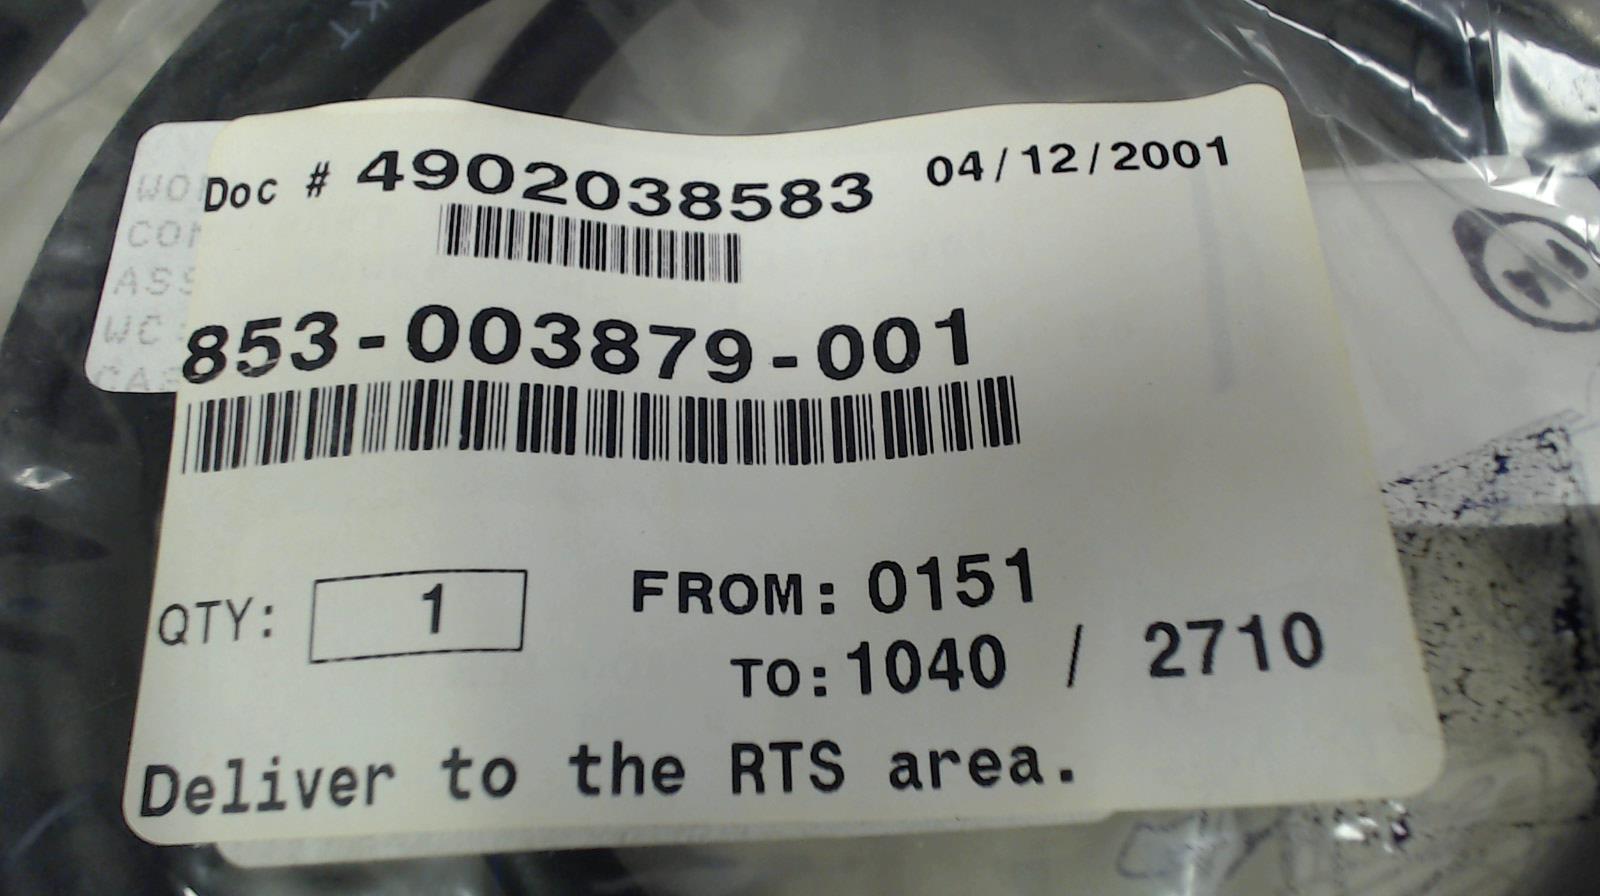 Doc # 4902038583 04/12/2001
853-003879-001
QTY: 1
FROM: 0151
TO: 1040 / 2710
Deliver to the RTS area.
WC